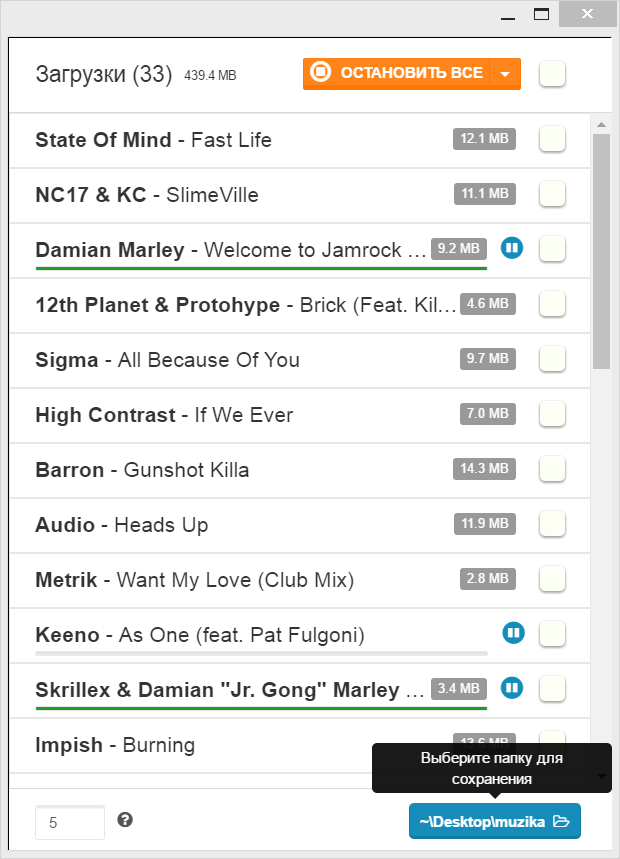 Загрузки (33) 439.4 MB ОСТАНОВИТЬ ВСЕ
State Of Mind - Fast Life 12.1 MB
NC17 & KC - SlimeVille 11.1 MB
Damian Marley - Welcome to Jamrock ... 9.2 MB
12th Planet & Protohype - Brick (Feat. Kil... 4.6 MB
Sigma - All Because Of You 9.7 MB
High Contrast - If We Ever 7.0 MB
Barron - Gunshot Killa 14.3 MB
Audio - Heads Up 11.9 MB
Metrik - Want My Love (Club Mix) 2.8 MB
Keeno - As One (feat. Pat Fulgoni)
Skrillex & Damian "Jr. Gong" Marley ... 3.4 MB
Impish - Burning 13.6 MB
Выберите папку для
сохранения
5 ? ~\Desktop\muzika